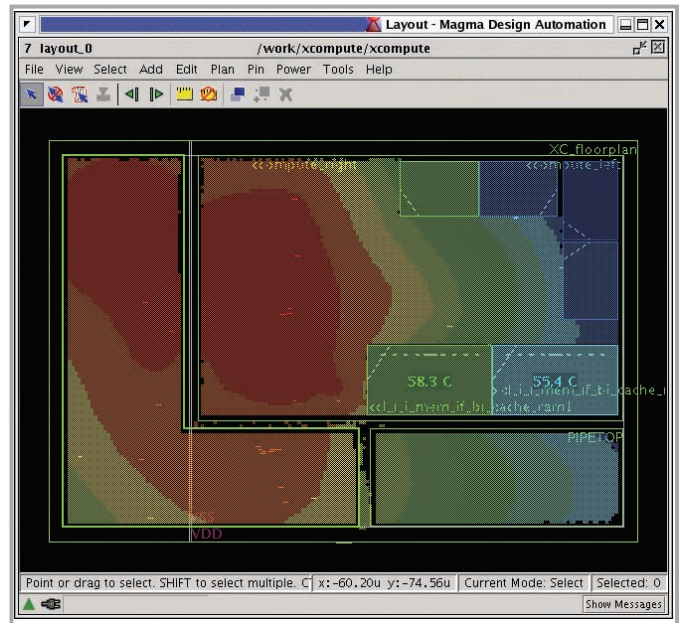 Layout - Magma Design Automation
7 layout_0 /work/xcompute/xcompute
File View Select Add Edit Plan Pin Power Tools Help
XC_floorplan
58.3 C 55.4 C
PIPETOP
VSS
VDD
Point or drag to select. SHIFT to select multiple. C x:-60.20u y:-74.56u Current Mode: Select Selected: 0
Show Messages